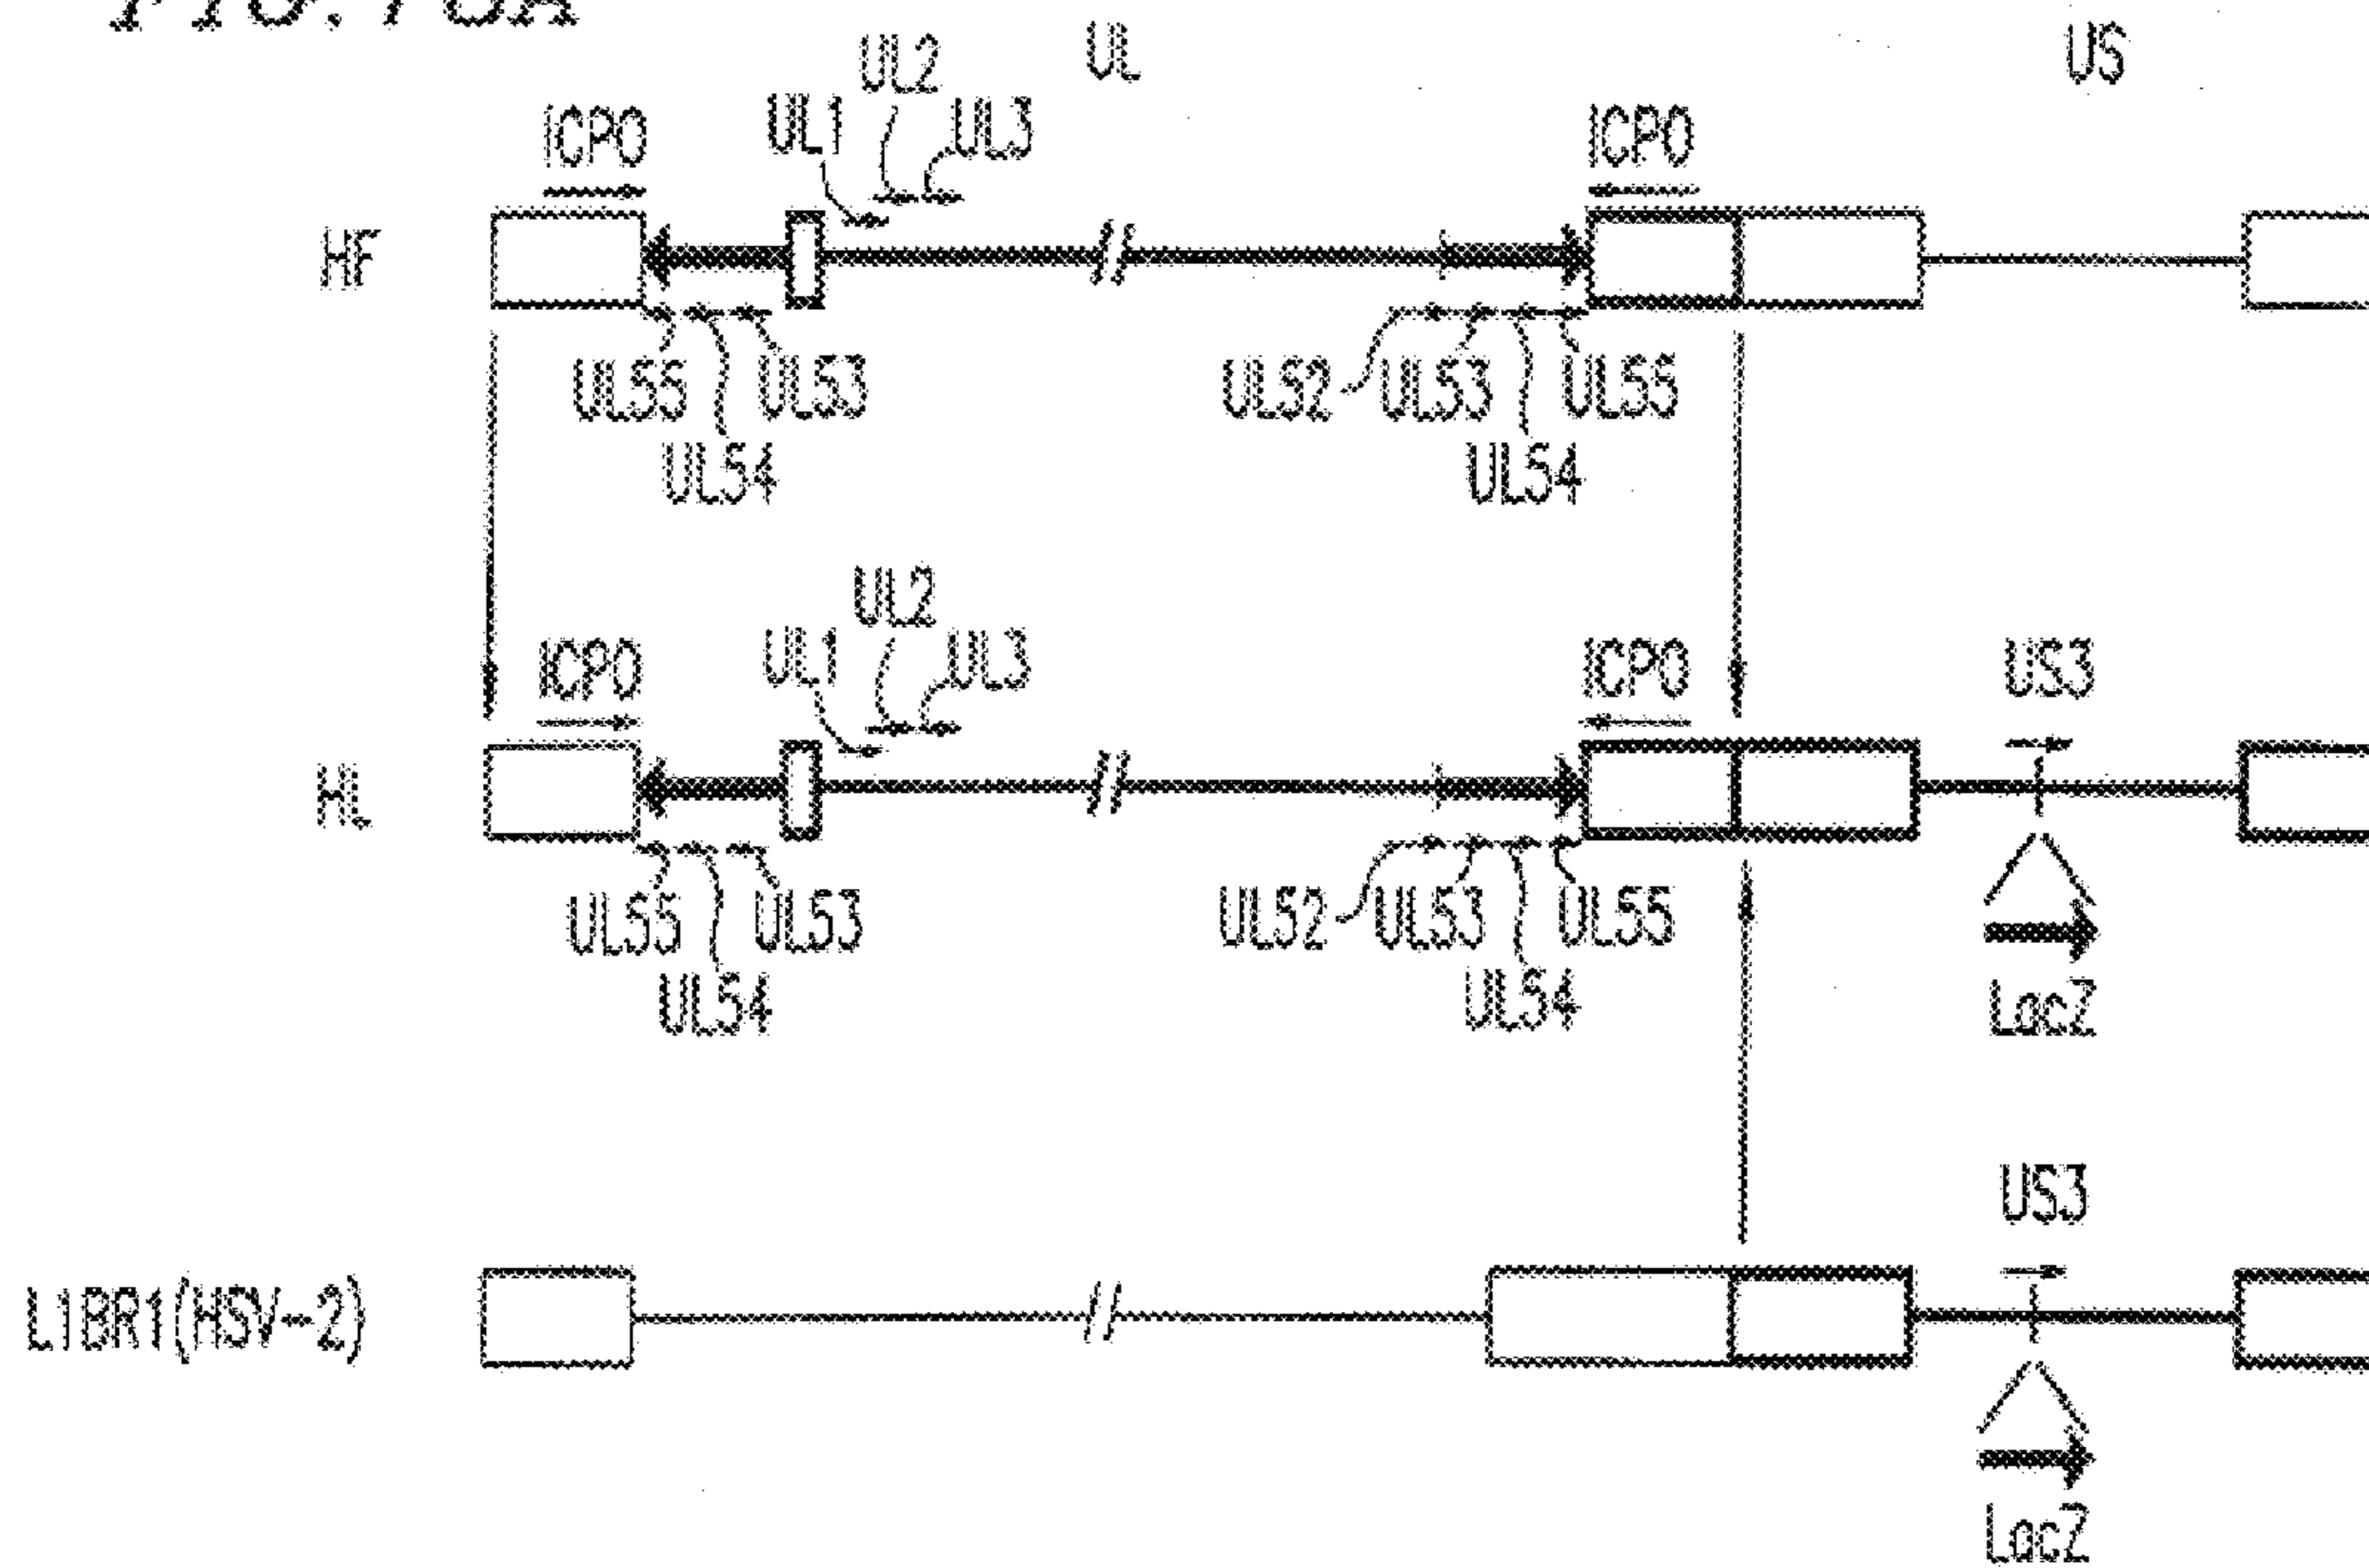 UL US
UL2
ICP0 UL1 UL3 ICP0
HF
UL55 UL53 UL52 UL53 UL55
UL54 UL54
UL2
ICP0 UL1 UL3 ICP0 US3
HL
UL55 UL53 UL52 UL53 UL55
UL54 UL54
LacZ
US3
L1BR1(HSV-2)
LacZ